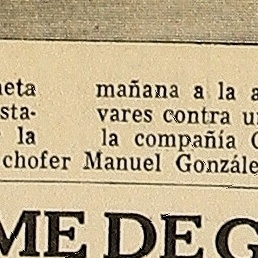 neta mañana a la a
sta- vares contra u
la la compañía
chofer Manuel Gonzále
ME DE G